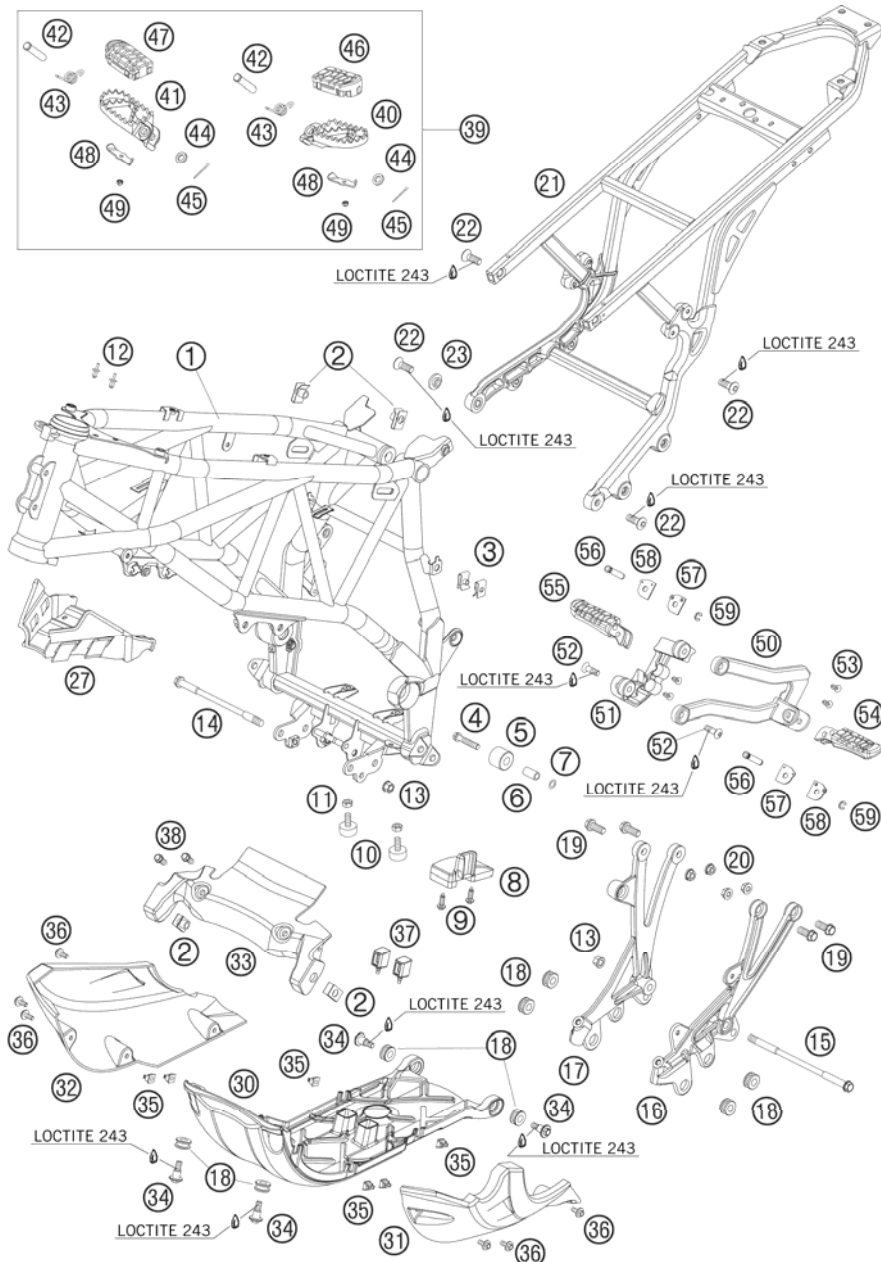 42 47 42 46
43 41 43 40
44 39
48 48 44
49 45 49 45
21
22
LOCTITE 243
12 1 2 22 23
LOCTITE 243
22
LOCTITE 243
LOCTITE 243
22
3
56 58 57
55 59
52 50 53
27
LOCTITE 243
51 54
14
4 5 7
52
6
LOCTITE 243
56 57 58 59
11 13
10
19
38
8
20
9
36 2 33 37
13
18 19
2
LOCTITE 243
36
34
15
32 35 30 35 18
17 16 18
LOCTITE 243
34
LOCTITE 243
18 35
34 35
LOCTITE 243
34 31 36
36